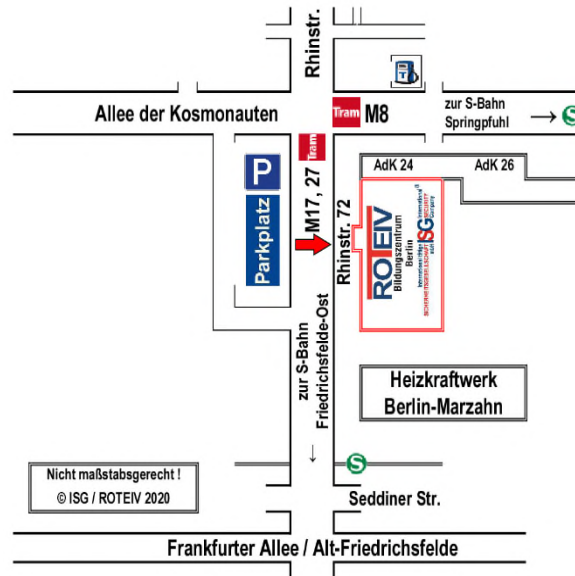 Rhinstr.
T
Allee der Kosmonauten
Tram M8
zur S-Bahn
Springpfuhl → S
Tram
M17, 27
AdK 24 AdK 26
P
Parkplatz
Rhinstr. 72
ROTEIV
Bildungszentrum
Berlin
ISG
SICHERHEITSGESELLSCHAFT
zur S-Bahn
Friedrichsfelde-Ost
↓
Heizkraftwerk
Berlin-Marzahn
S
Nicht maßstabsgerecht !
© ISG / ROTEIV 2020
Seddiner Str.
Frankfurter Allee / Alt-Friedrichsfelde